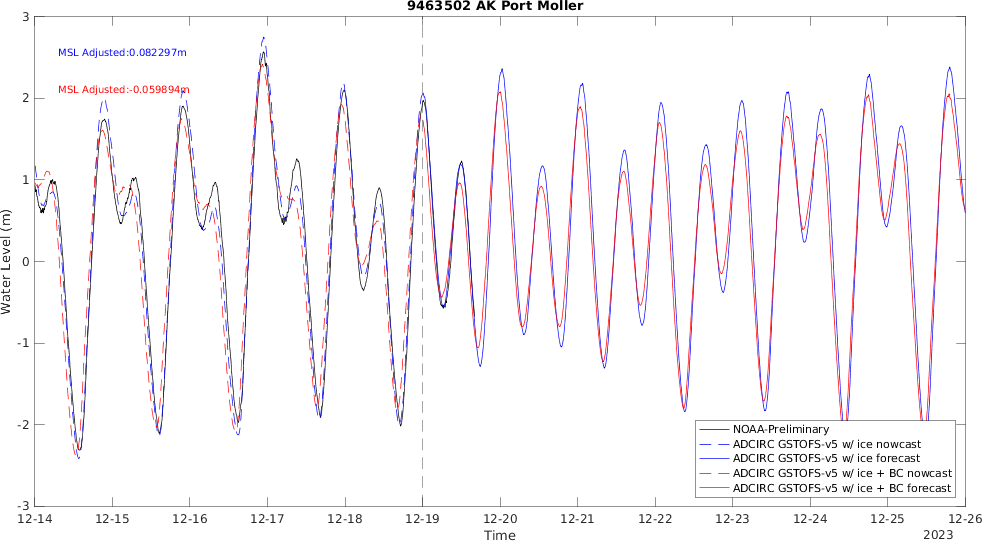 9463502 AK Port Moller
MSL Adjusted:0.082297m
MSL Adjusted:-0.059894m
Water Level (m)
3
2
1
0
-1
-2
-3
NOAA-Preliminary
ADCIRC GSTOFS-v5 w/ ice nowcast
ADCIRC GSTOFS-v5 w/ ice forecast
ADCIRC GSTOFS-v5 w/ ice + BC nowcast
ADCIRC GSTOFS-v5 w/ ice + BC forecast
12-14 12-15 12-16 12-17 12-18 12-19 12-20 12-21 12-22 12-23 12-24 12-25 12-26
Time
2023